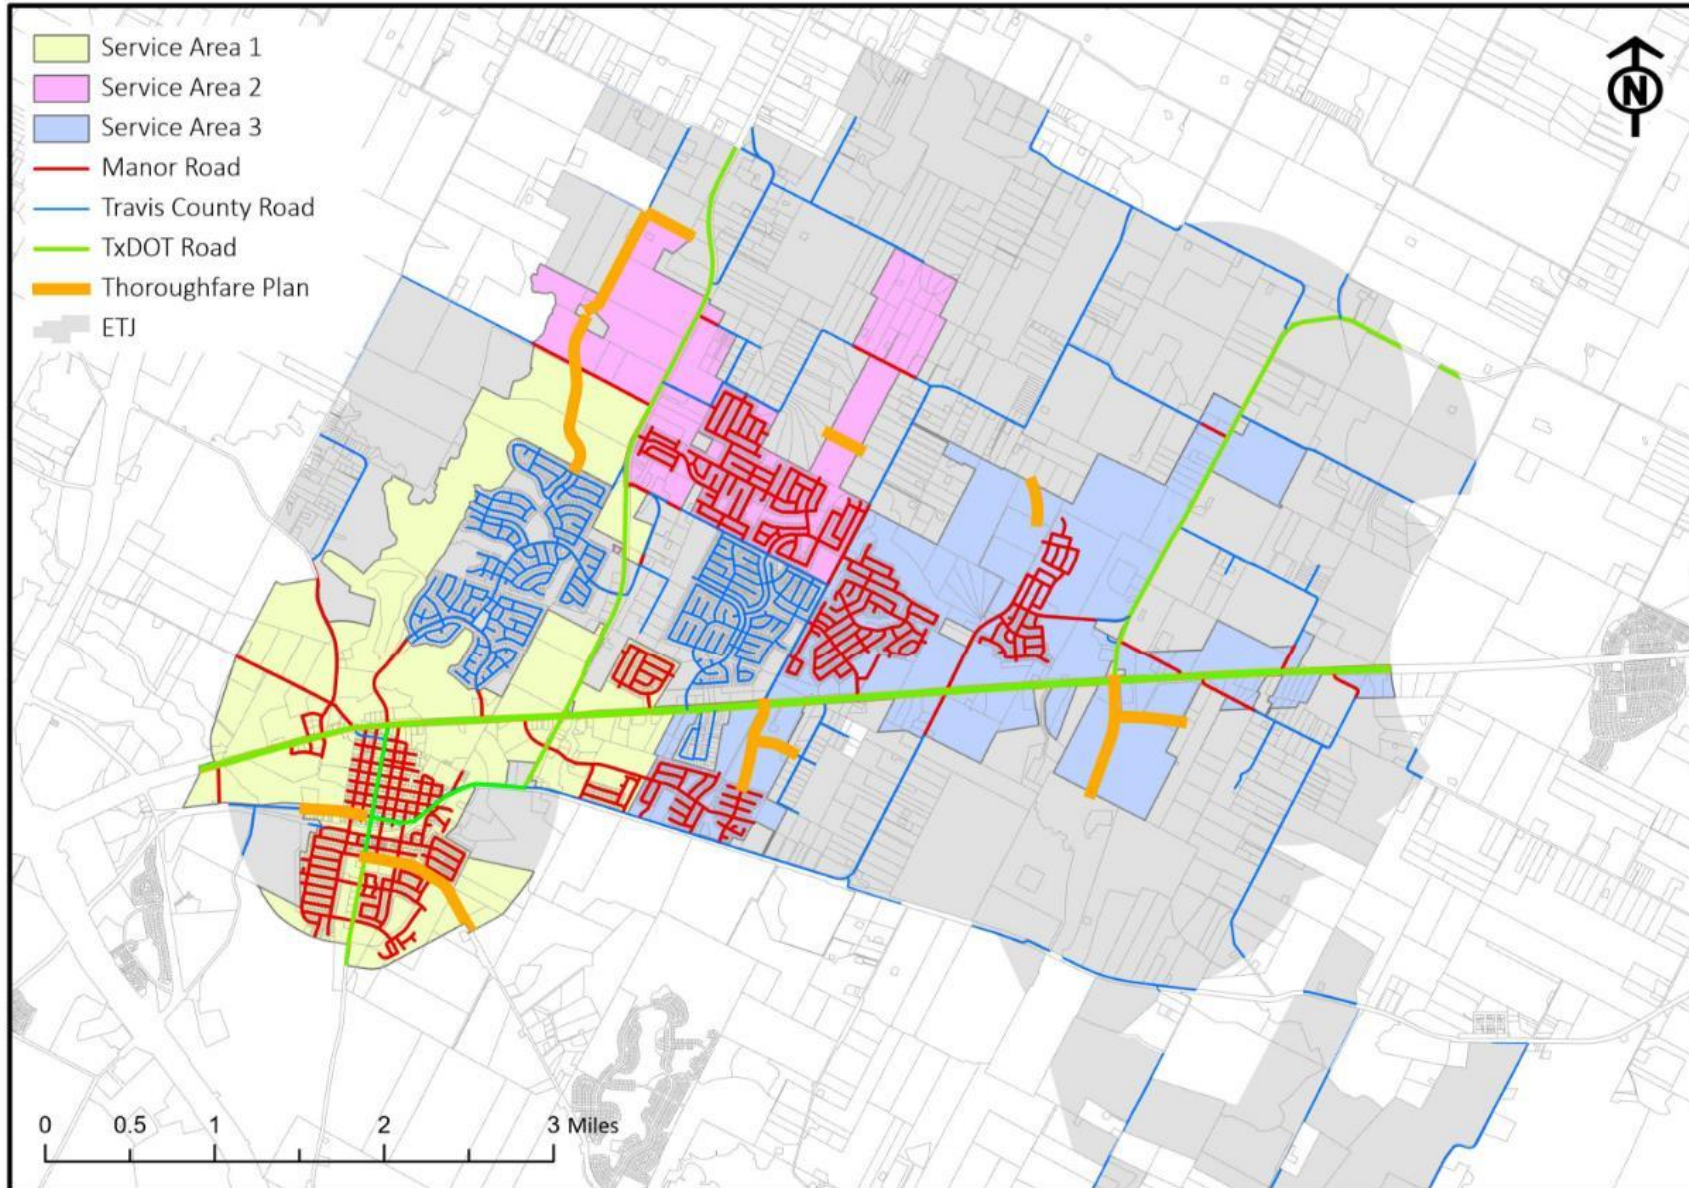 Service Area 1
Service Area 2
Service Area 3
Manor Road
Travis County Road
TxDOT Road
Thoroughfare Plan
ETJ
N
0 0.5 1 2 3 Miles